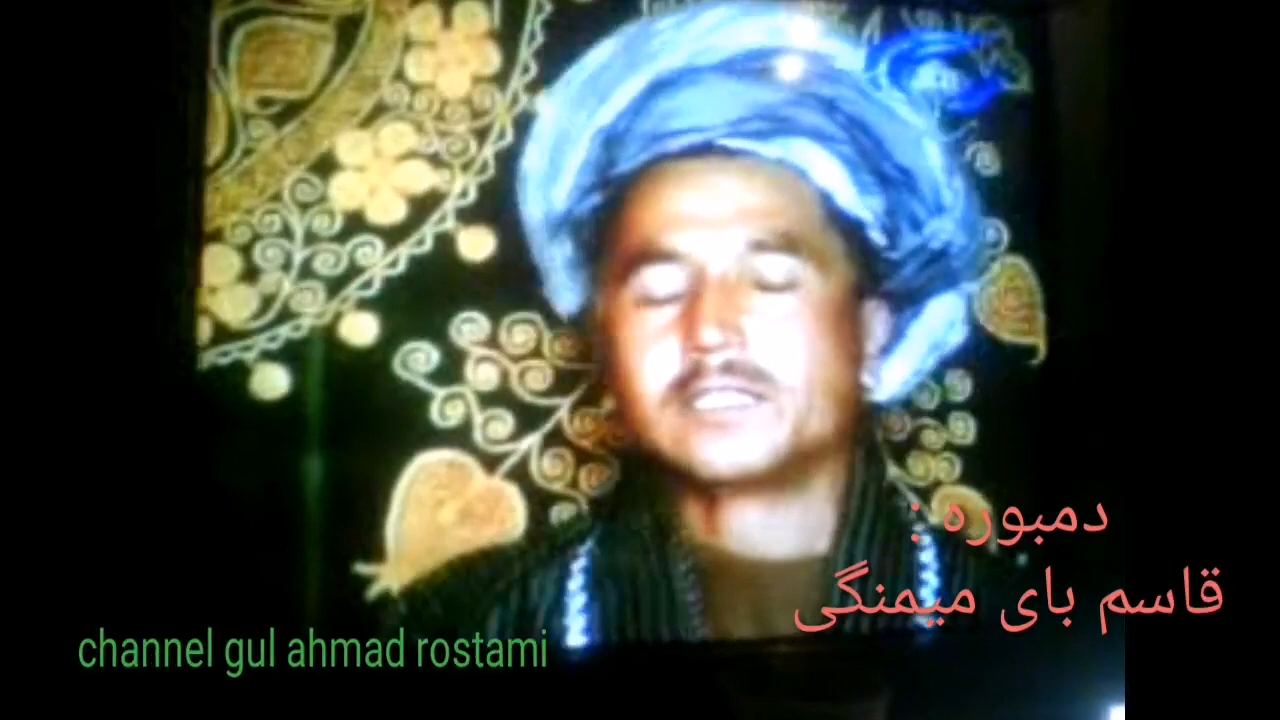 دمبوره :
قاسم بای میمنگی
channel gul ahmad rostami